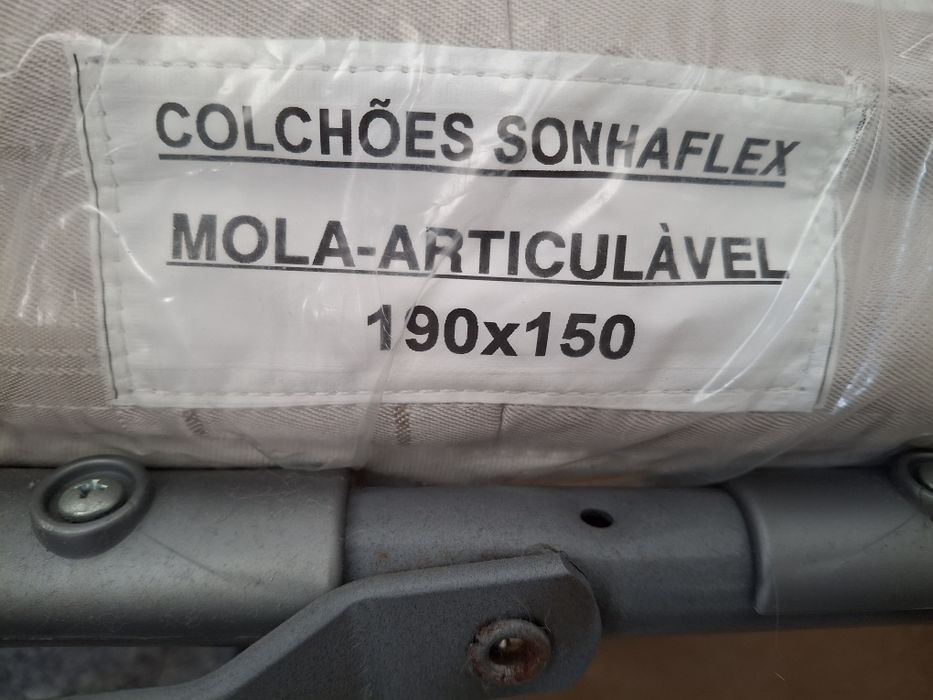 COLCHÕES SONHAFLEX
MOLA-ARTICULÀVEL
190x150